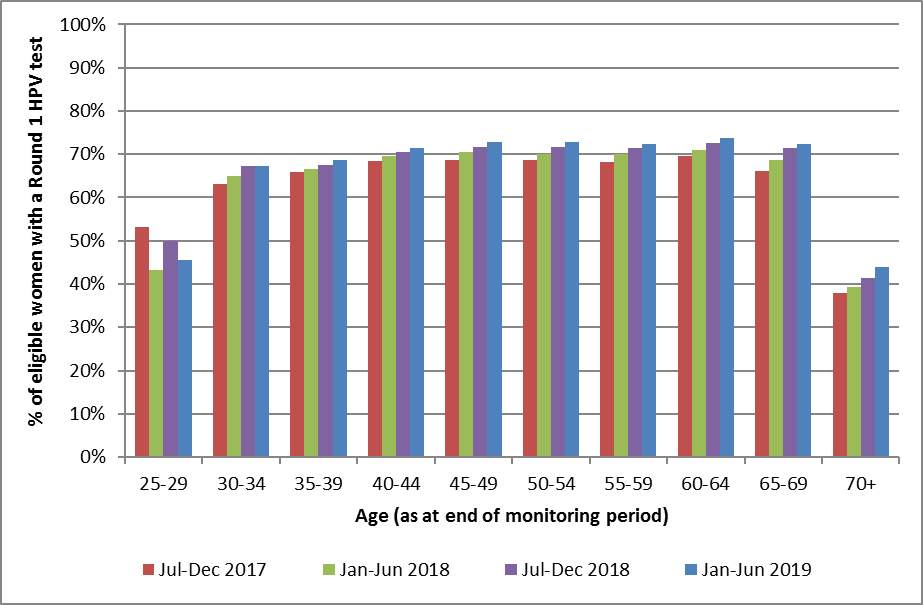 % of eligible women with a Round 1 HPV test
100%
90%
80%
70%
60%
50%
40%
30%
20%
10%
0%
25-29 30-34 35-39 40-44 45-49 50-54 55-59 60-64 65-69 70+
Age (as at end of monitoring period)
Jul-Dec 2017 Jan-Jun 2018 Jul-Dec 2018 Jan-Jun 2019